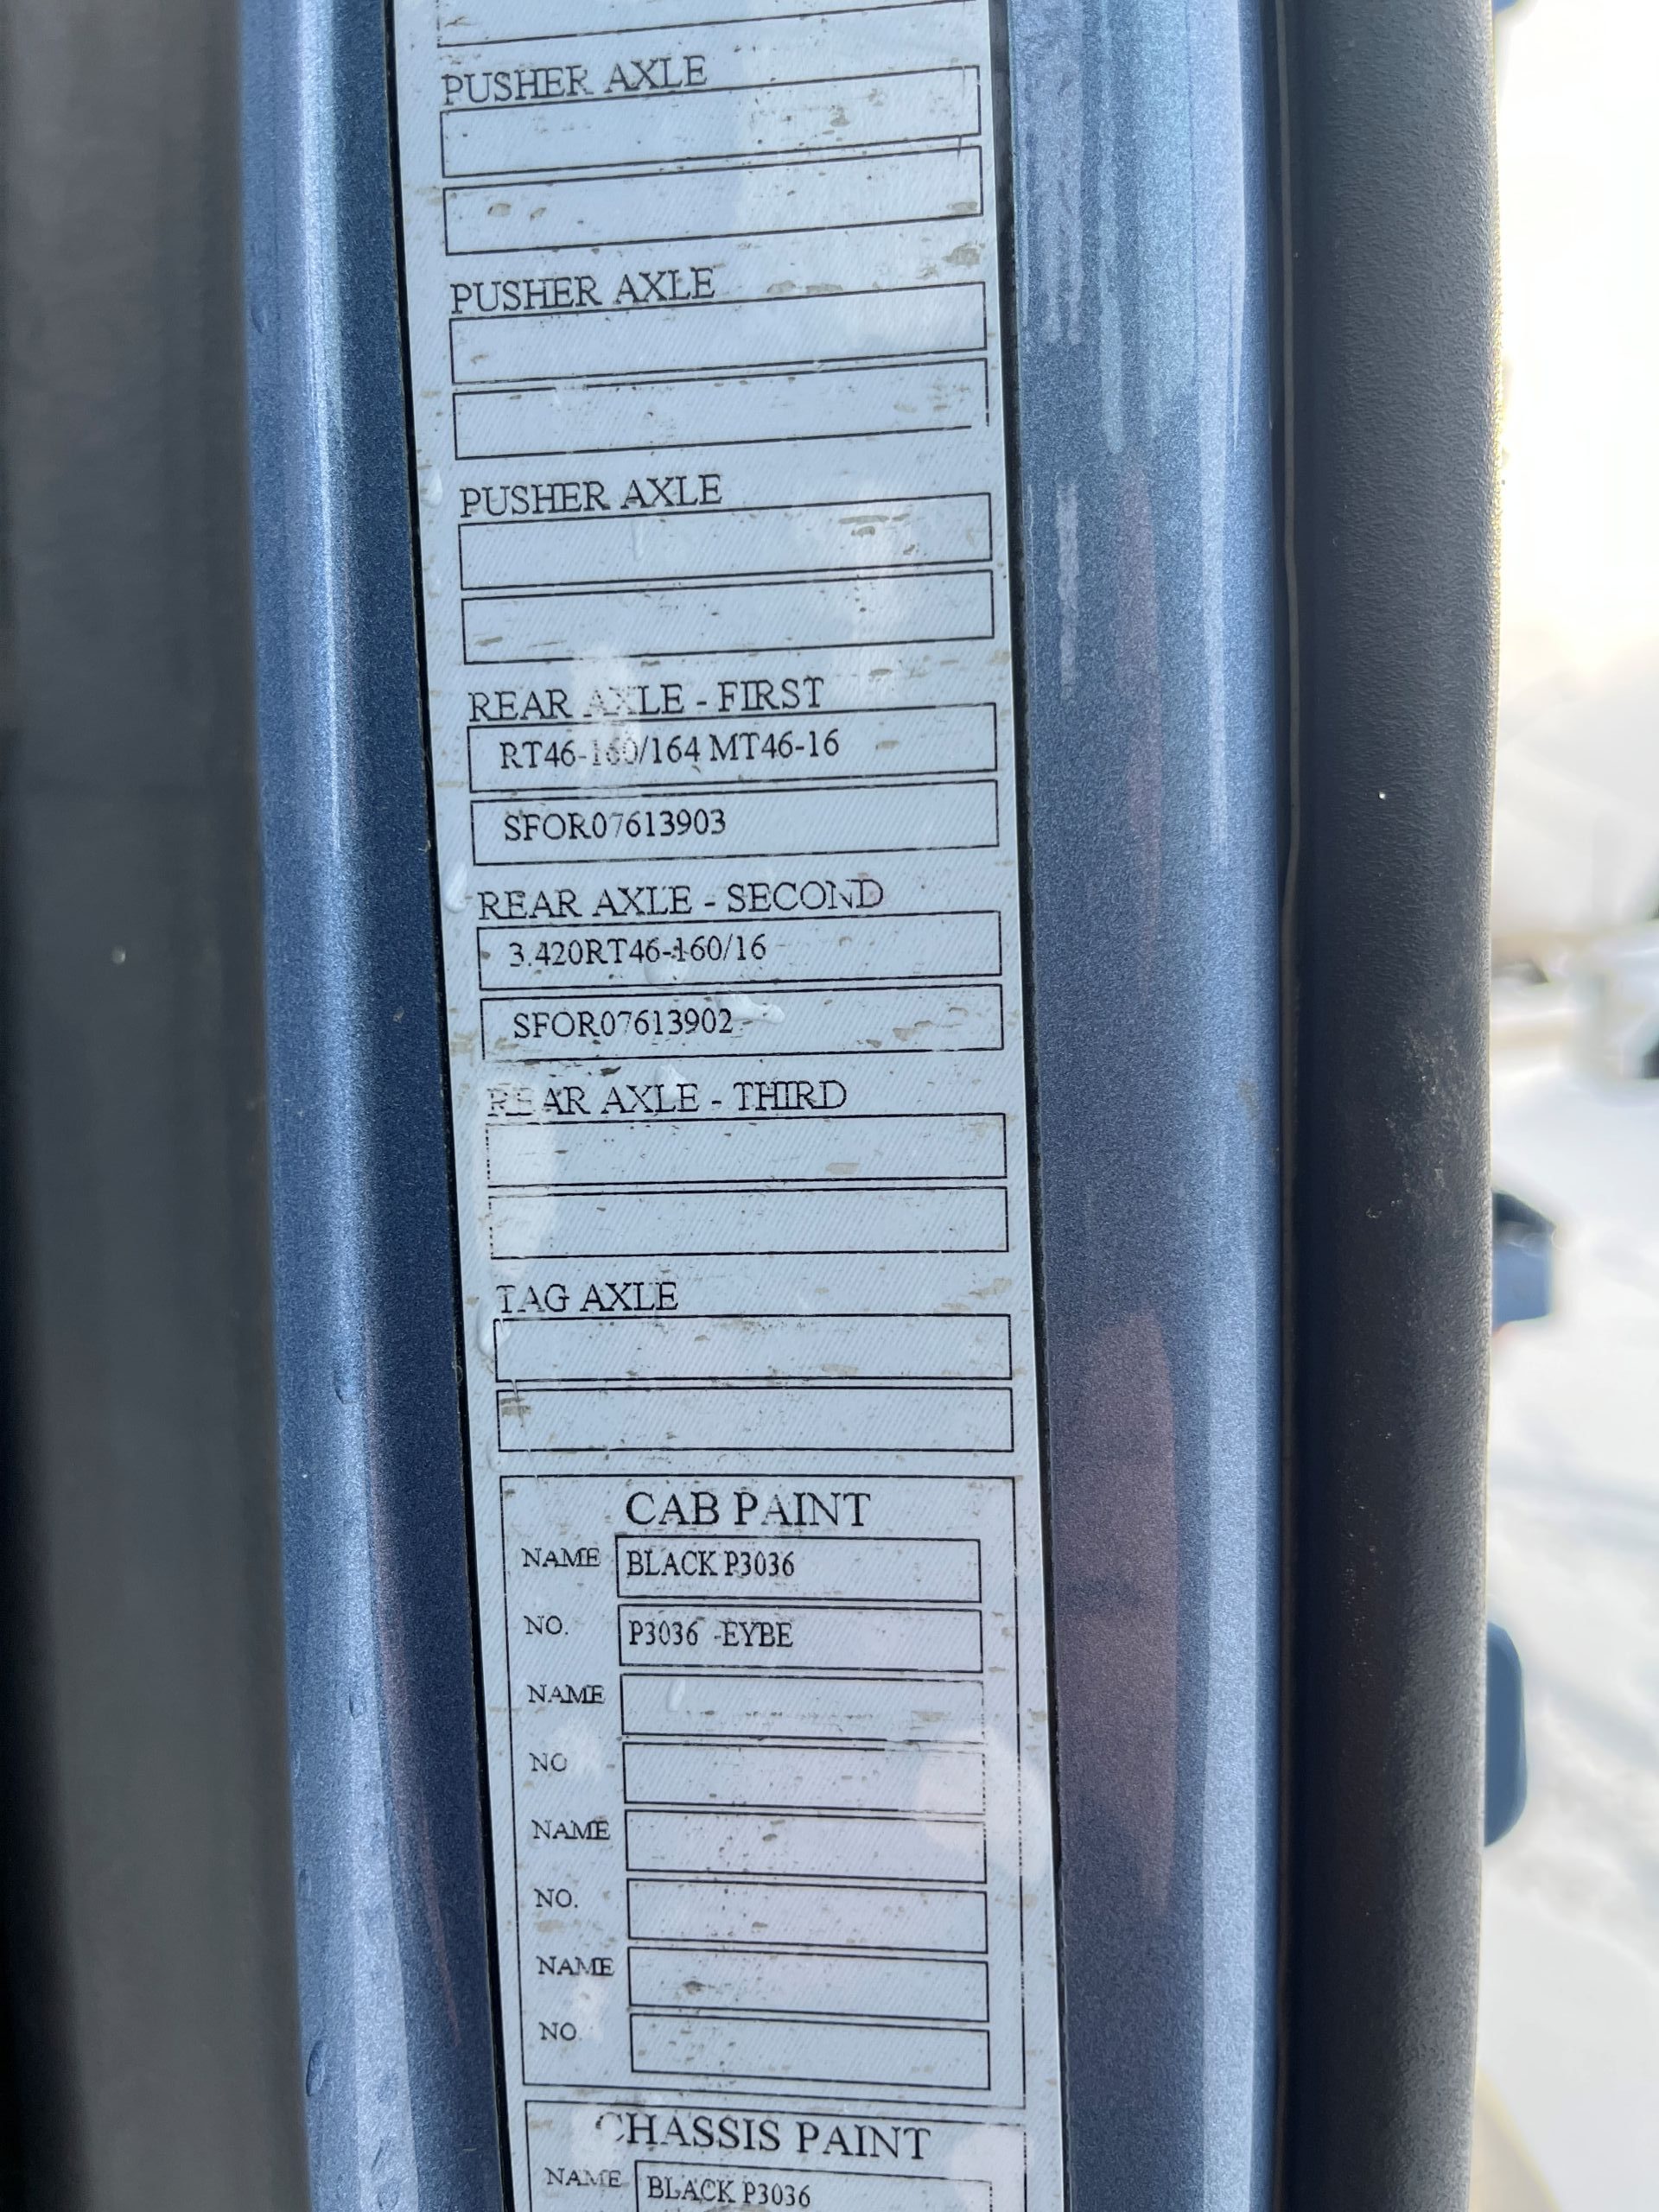 PUSHER AXLE
PUSHER AXLE
PUSHER AXLE
REAR AXLE - FIRST
RT46-160/164 MT46-16
SFOR07613903
REAR AXLE - SECOND
3.420RT46-160/16
SFOR07613902
REAR AXLE - THIRD
TAG AXLE
CAB PAINT
NAME BLACK P3036
NO. P3036 -EYBE
NAME
NO
NAME
NO.
NAME
NO
CHASSIS PAINT
NAME BLACK P3036